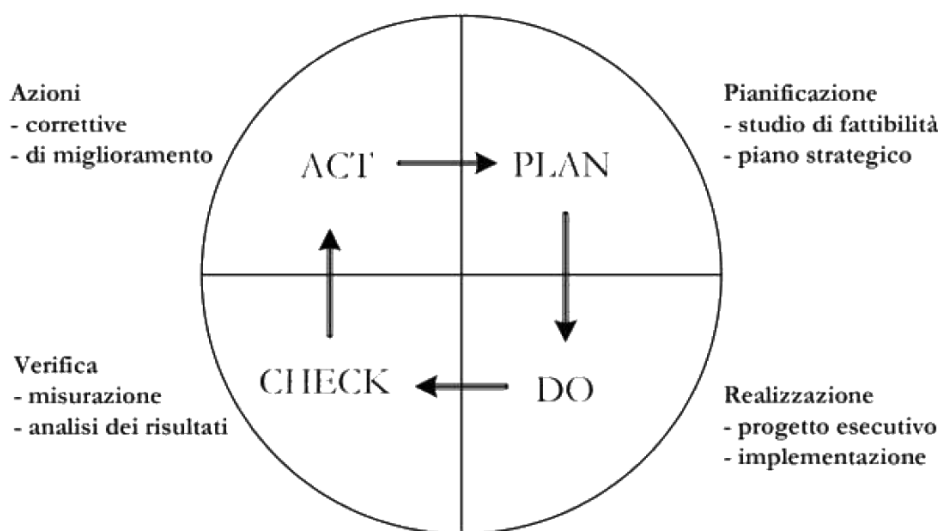 Azioni
- correttive
- di miglioramento
ACT
PLAN
Pianificazione
- studio di fattibilità
- piano strategico
Verifica
- misurazione
- analisi dei risultati
CHECK
DO
Realizzazione
- progetto esecutivo
- implementazione